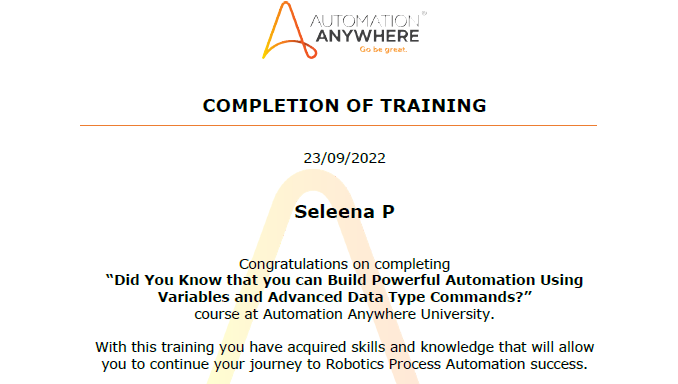 AUTOMATION®
ANYWHERE
Go be great.
COMPLETION OF TRAINING
23/09/2022
Seleena P
Congratulations on completing
“Did You Know that you can Build Powerful Automation Using
Variables and Advanced Data Type Commands?”
course at Automation Anywhere University.
With this training you have acquired skills and knowledge that will allow
you to continue your journey to Robotics Process Automation success.